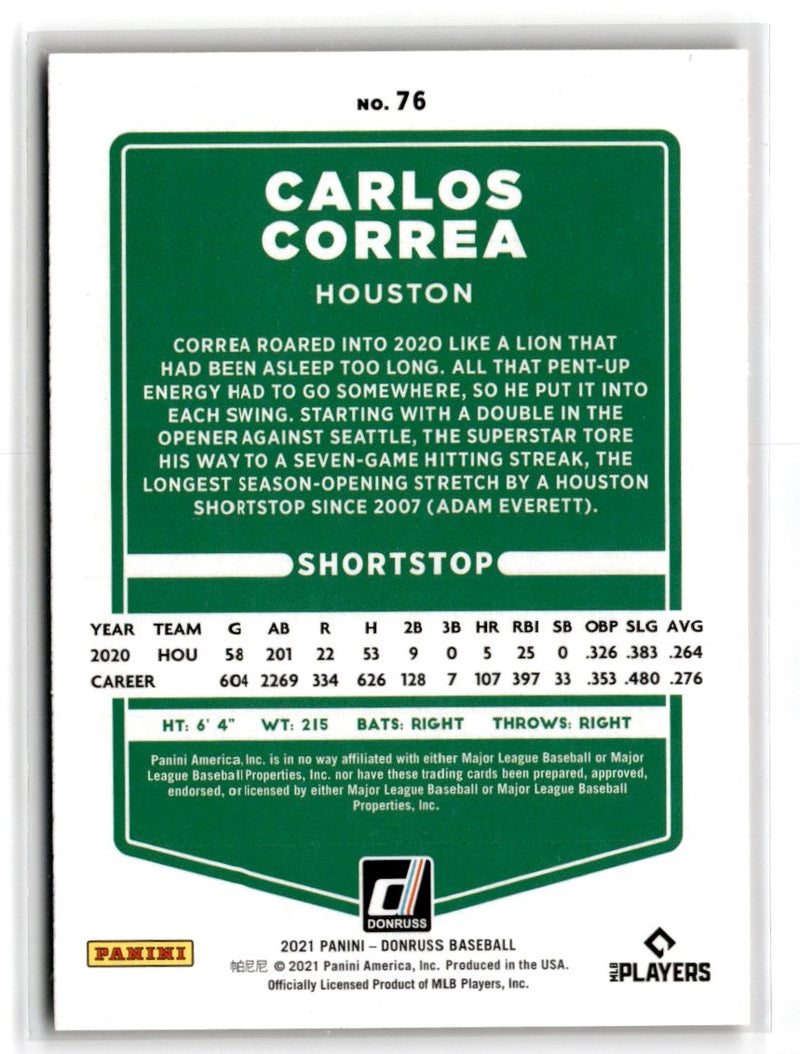 NO. 76
CARLOS
CORREA
HOUSTON
CORREA ROARED INTO 2020 LIKE A LION THAT
HAD BEEN ASLEEP TOO LONG. ALL THAT PENT-UP
ENERGY HAD TO GO SOMEWHERE, SO HE PUT IT INTO
EACH SWING. STARTING WITH A DOUBLE IN THE
OPENER AGAINST SEATTLE, THE SUPERSTAR TORE
HIS WAY TO A SEVEN-GAME HITTING STREAK, THE
LONGEST SEASON-OPENING STRETCH BY A HOUSTON
SHORTSTOP SINCE 2007 (ADAM EVERETT).
SHORTSTOP
YEAR TEAM G AB R H 2B 3B HR RBI SB OBP SLG AVG
2020 HOU 58 201 22 53 9 0 5 25 0 .326 .383 .264
CAREER 604 2269 334 626 128 7 107 397 33 .353 .480 .276
HT: 6' 4" WT: 215 BATS: RIGHT THROWS: RIGHT
Panini America, Inc. is in no way affiliated with either Major League Baseball or Major
League Baseball Properties, Inc. nor have these trading cards been prepared, approved,
endorsed, or licensed by either Major League Baseball or Major League Baseball
Properties, Inc.
DONRUSS
PANINI
2021 PANINI – DONRUSS BASEBALL
帕尼尼 © 2021 Panini America, Inc. Produced in the USA.
Officially Licensed Product of MLB Players, Inc.
MLB PLAYERS